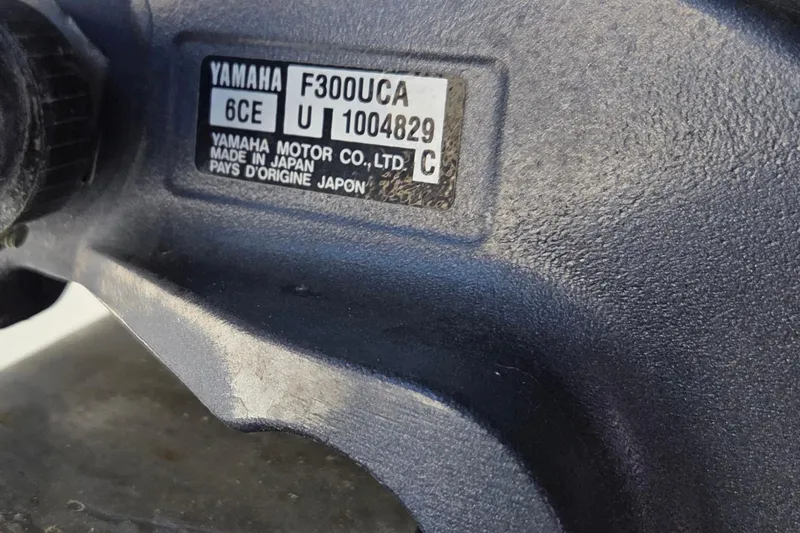 YAMAHA F300UCA
6CE U 1004829
YAMAHA MOTOR CO.,LTD. C
MADE IN JAPAN
PAYS D'ORIGINE JAPON